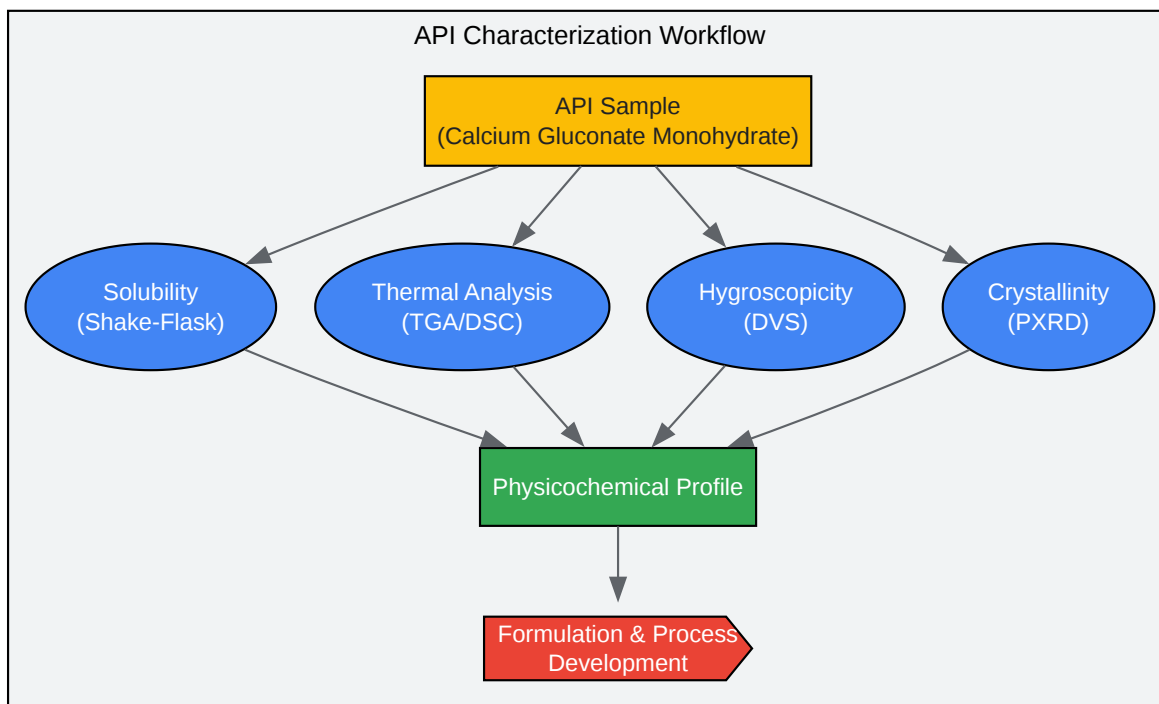 API Characterization Workflow
API Sample
(Calcium Gluconate Monohydrate)
Solubility
(Shake-Flask)
Thermal Analysis
(TGA/DSC)
Hygroscopicity
(DVS)
Crystallinity
(PXRD)
Physicochemical Profile
Formulation & Process
Development